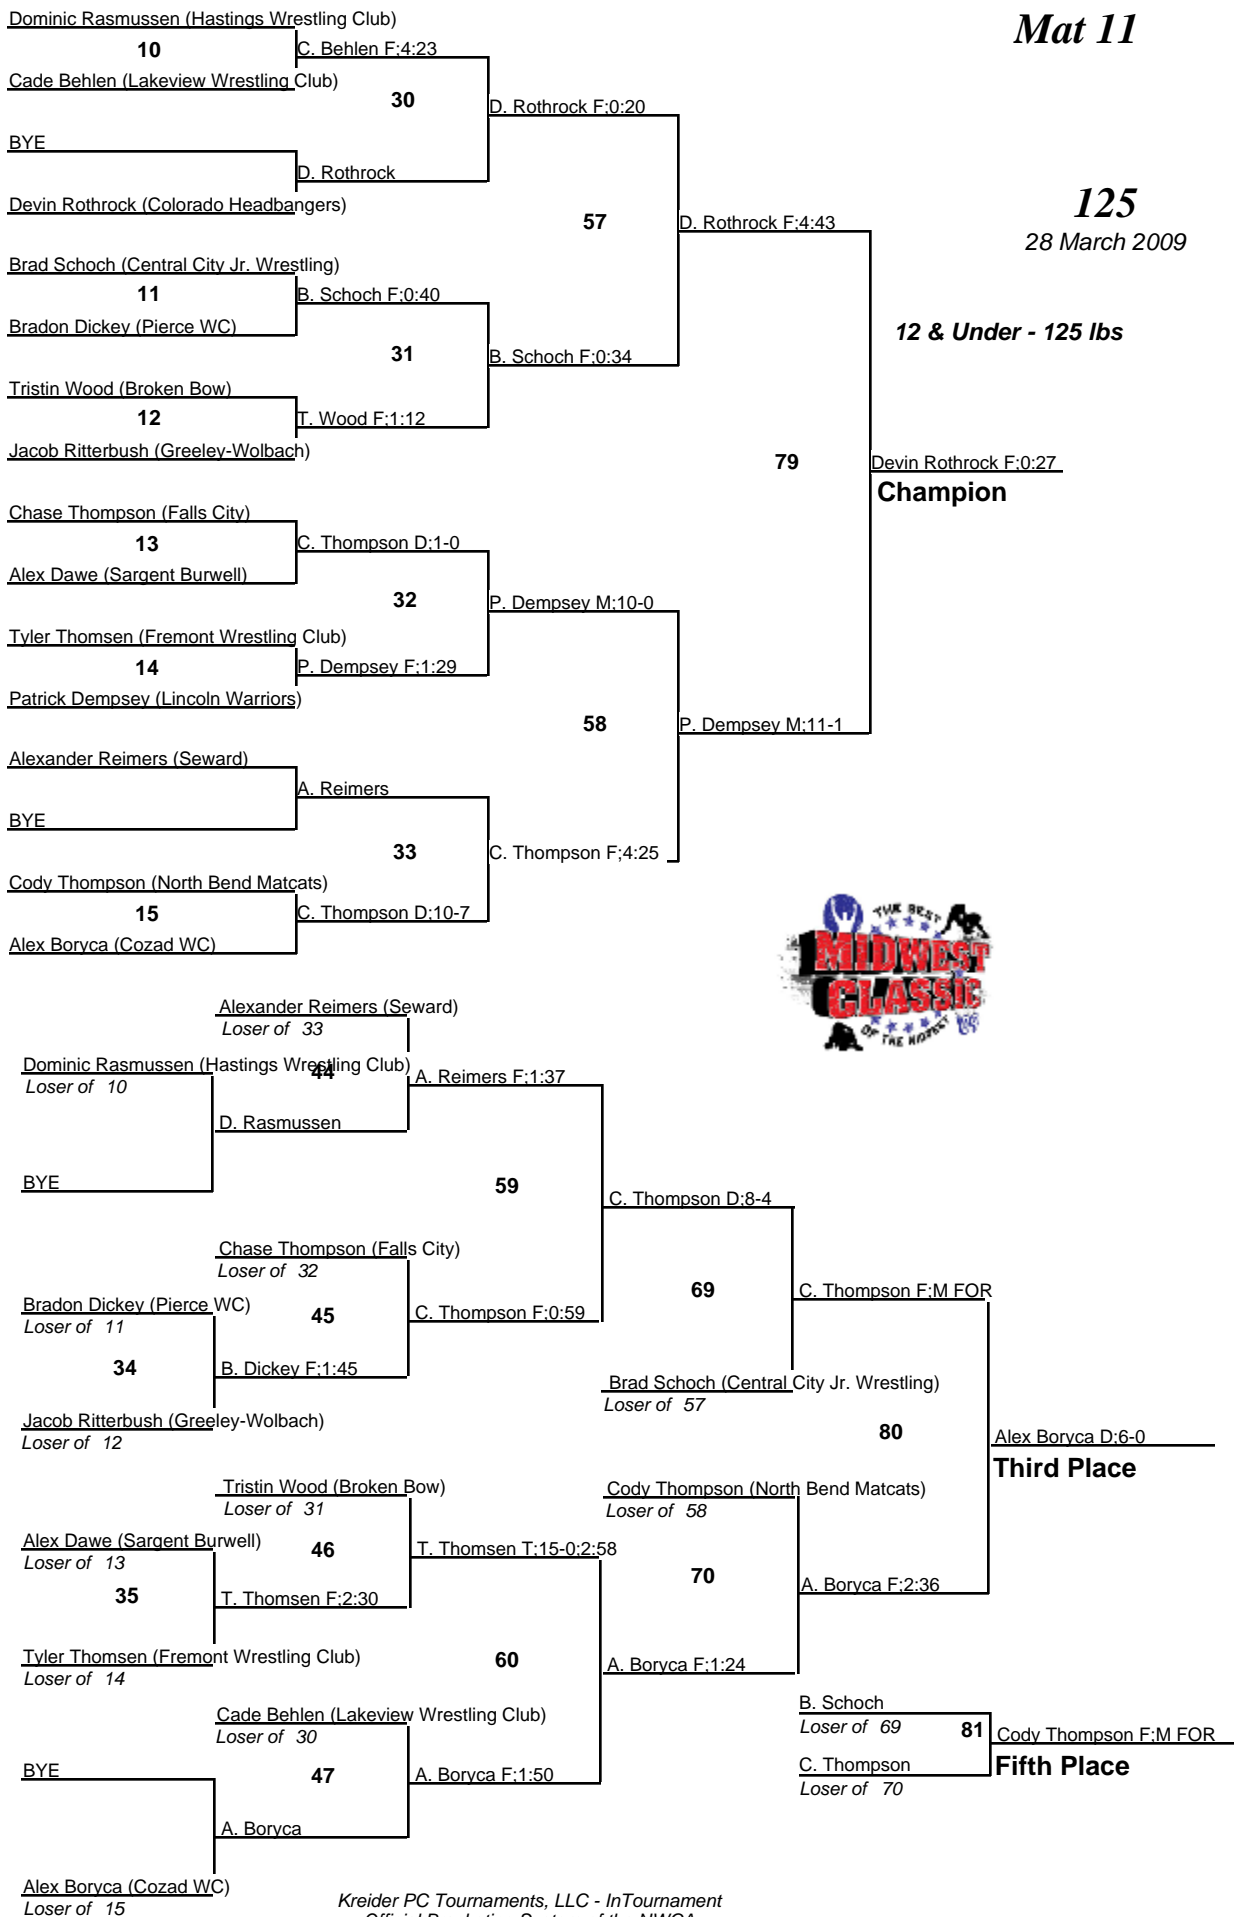 Mat 11
125
28 March 2009
12 & Under - 125 lbs
Dominic Rasmussen (Hastings Wrestling Club)
10
C. Behlen F;4:23
Cade Behlen (Lakeview Wrestling Club)
30
D. Rothrock F;0:20
BYE
D. Rothrock
Devin Rothrock (Colorado Headbangers)
57
D. Rothrock F;4:43
Brad Schoch (Central City Jr. Wrestling)
11
B. Schoch F;0:40
Bradon Dickey (Pierce WC)
31
B. Schoch F;0:34
Tristin Wood (Broken Bow)
12
T. Wood F;1:12
Jacob Ritterbush (Greeley-Wolbach)
79
Devin Rothrock F;0:27
Champion
Chase Thompson (Falls City)
13
C. Thompson D;1-0
Alex Dawe (Sargent Burwell)
32
P. Dempsey M;10-0
Tyler Thomsen (Fremont Wrestling Club)
14
P. Dempsey F;1:29
Patrick Dempsey (Lincoln Warriors)
58
P. Dempsey M;11-1
Alexander Reimers (Seward)
A. Reimers
BYE
33
C. Thompson F;4:25
Cody Thompson (North Bend Matcats)
15
C. Thompson D;10-7
Alex Boryca (Cozad WC)
THE BEST
MIDWEST
CLASSIC
OF THE MIDWEST
Alexander Reimers (Seward)
Loser of 33
Dominic Rasmussen (Hastings Wrestling Club)
44
Loser of 10
A. Reimers F;1:37
D. Rasmussen
BYE
59
C. Thompson D;8-4
Chase Thompson (Falls City)
Loser of 32
69
C. Thompson F;M FOR
Bradon Dickey (Pierce WC)
Loser of 11
45
C. Thompson F;0:59
34
B. Dickey F;1:45
Brad Schoch (Central City Jr. Wrestling)
Loser of 57
Jacob Ritterbush (Greeley-Wolbach)
Loser of 12
80
Alex Boryca D;6-0
Third Place
Tristin Wood (Broken Bow)
Loser of 31
Cody Thompson (North Bend Matcats)
Loser of 58
Alex Dawe (Sargent Burwell)
Loser of 13
46
T. Thomsen T;15-0;2:58
70
A. Boryca F;2:36
35
T. Thomsen F;2:30
Tyler Thomsen (Fremont Wrestling Club)
Loser of 14
60
A. Boryca F;1:24
Cade Behlen (Lakeview Wrestling Club)
Loser of 30
B. Schoch
Loser of 69
81
Cody Thompson F;M FOR
Fifth Place
C. Thompson
Loser of 70
BYE
47
A. Boryca F;1:50
A. Boryca
Alex Boryca (Cozad WC)
Loser of 15
Kreider PC Tournaments, LLC - InTournament